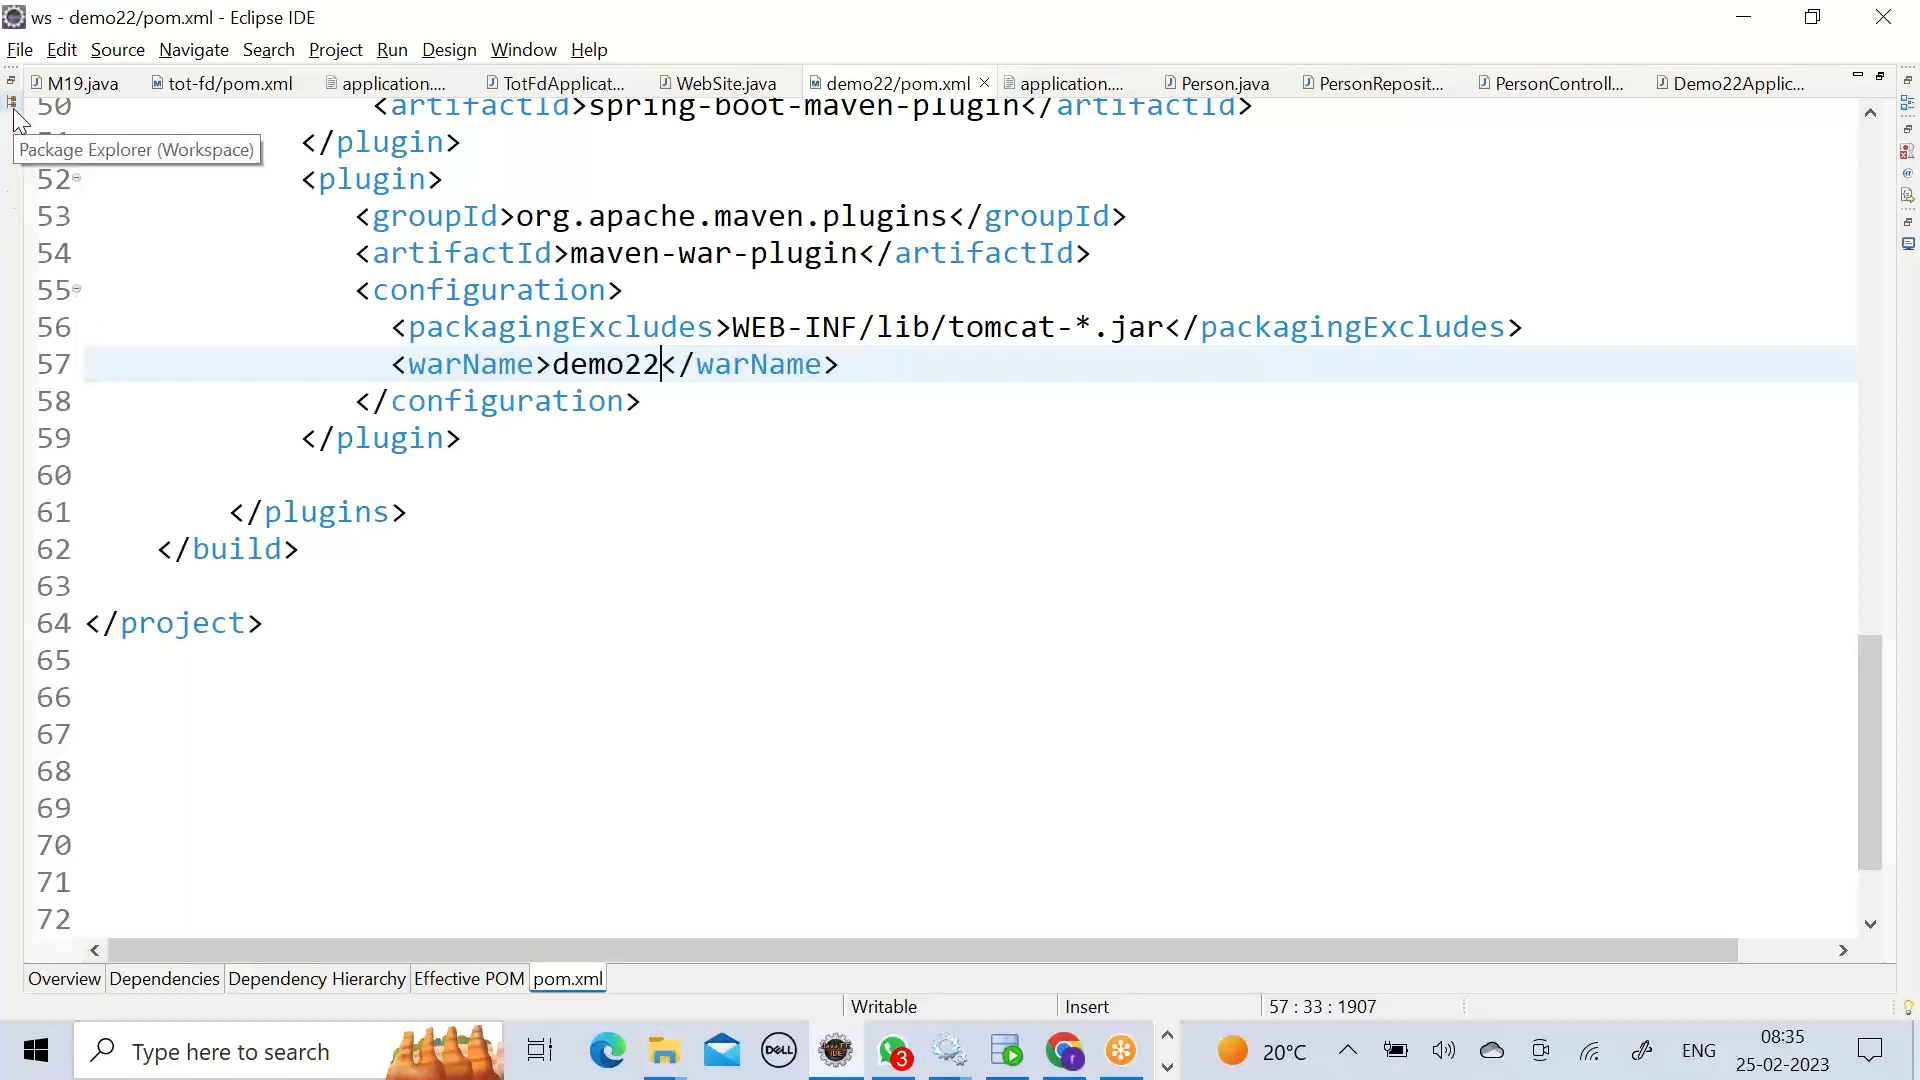 ws - demo22/pom.xml - Eclipse IDE
File Edit Source Navigate Search Project Run Design Window Help
M19.java tot-fd/pom.xml application.... TotFdApplicat... WebSite.java demo22/pom.xml application.... Person.java PersonReposit... PersonControll... Demo22Applic...
50 <artifactId>spring-boot-maven-plugin</artifactId>
</plugin>
Package Explorer (Workspace)
52 <plugin>
53 <groupId>org.apache.maven.plugins</groupId>
54 <artifactId>maven-war-plugin</artifactId>
55 <configuration>
56 <packagingExcludes>WEB-INF/lib/tomcat-*.jar</packagingExcludes>
57 <warName>demo22</warName>
58 </configuration>
59 </plugin>
60
61 </plugins>
62 </build>
63
64 </project>
65
66
67
68
69
70
71
72
Overview Dependencies Dependency Hierarchy Effective POM pom.xml
Writable Insert 57 : 33 : 1907
Type here to search DELL 3 r 20°C ENG 08:35
25-02-2023